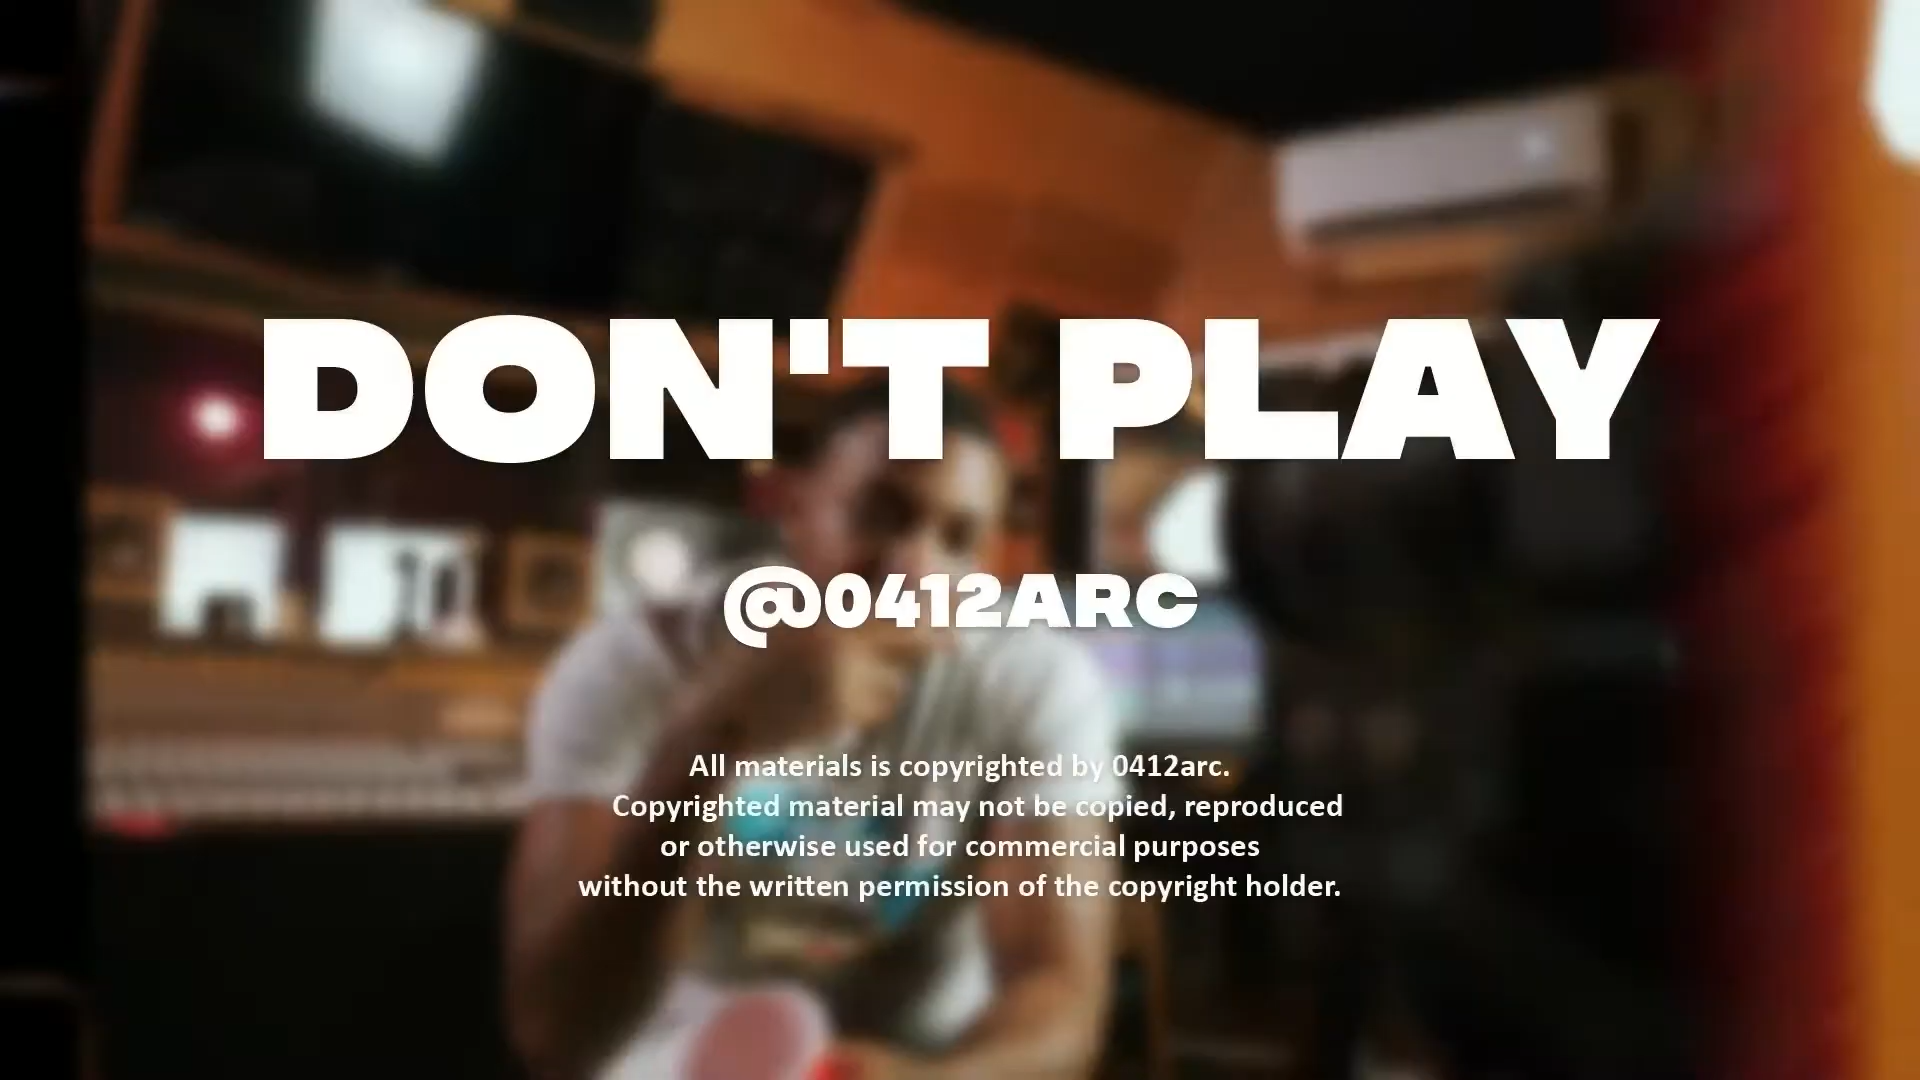 DON'T PLAY
@0412ARC
All materials is copyrighted by 0412arc.
Copyrighted material may not be copied, reproduced
or otherwise used for commercial purposes
without the written permission of the copyright holder.